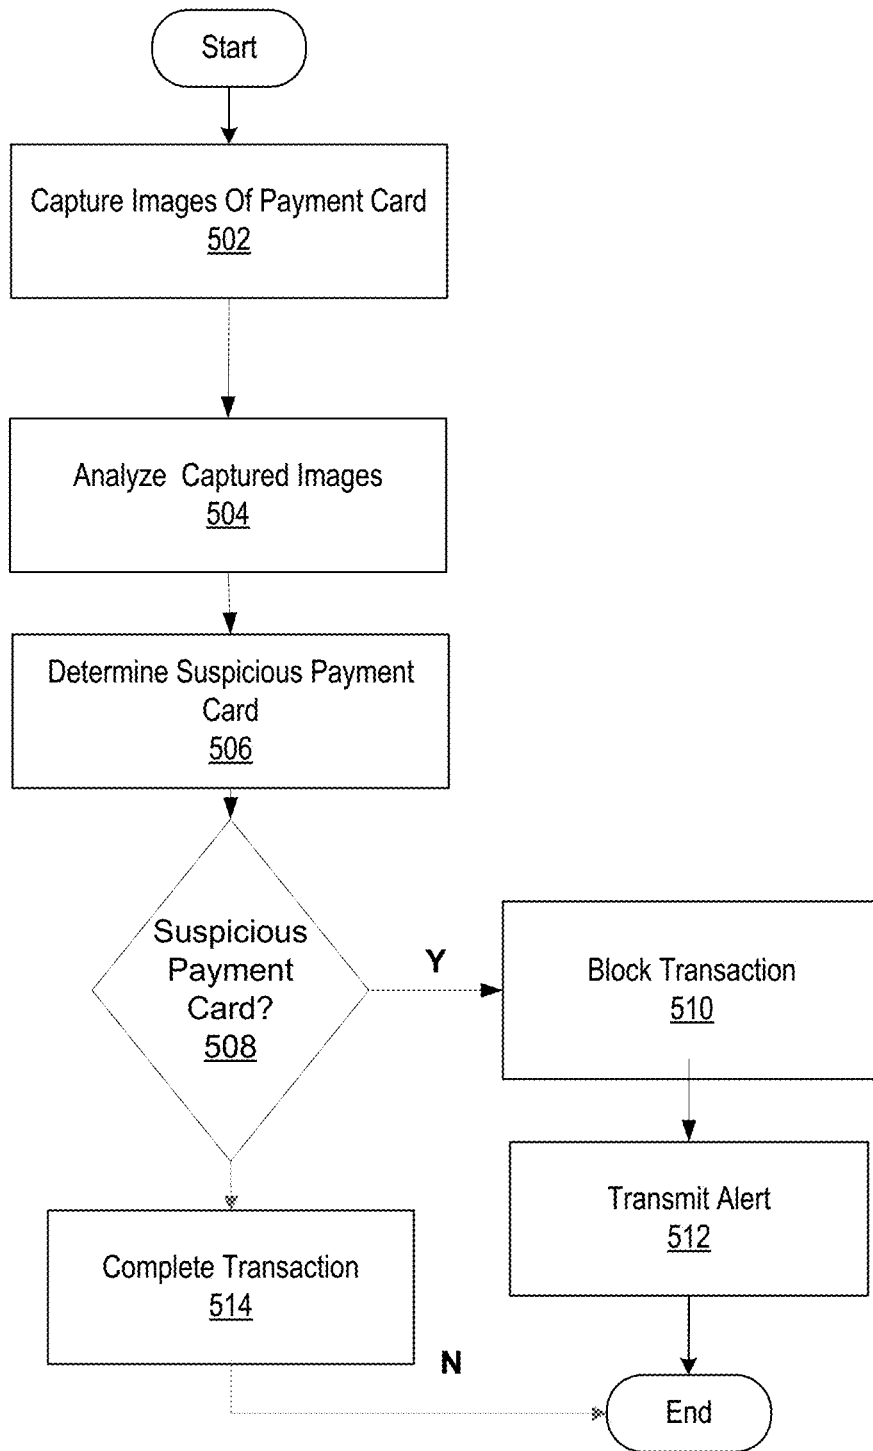 Start
Capture Images Of Payment Card
502
Analyze Captured Images
504
Determine Suspicious Payment
Card
506
Suspicious
Payment
Card?
508
Y
Block Transaction
510
Transmit Alert
512
Complete Transaction
514
N
End